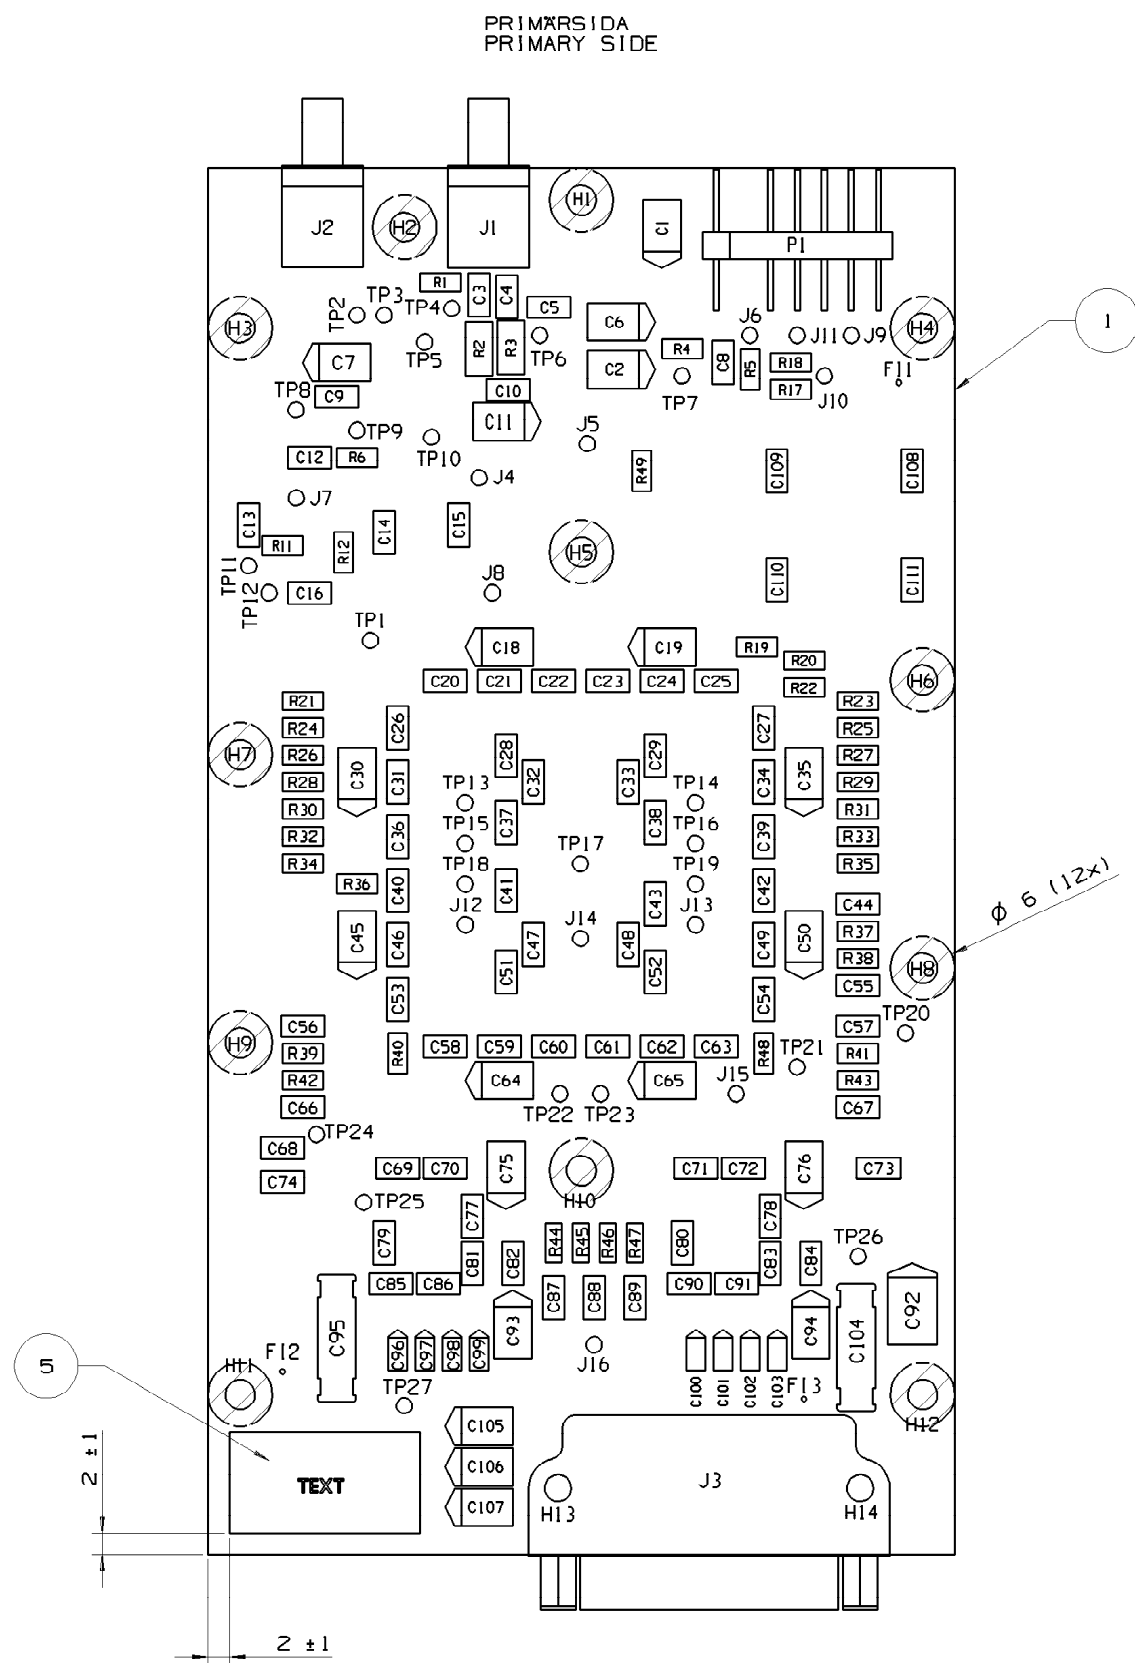 PRIMÄRSIDA
PRIMARY SIDE
J2
H2
J1
H1
C1
P1
R1
C3
C4
C5
TP2
TP3
TP4
C6
J6
J11
J9
H3
H4
1
TP5
R2
R3
TP6
R4
C8
R5
R18
C7
C2
F11
R17
TP8
C9
C10
TP7
J10
C11
TP9
TP10
J5
C12
R6
J4
R49
C109
C108
J7
C13
R11
R12
C14
C15
H5
TP11
TP12
C16
J8
C110
C111
TP1
C18
C19
R19
R20
C20
C21
C22
C23
C24
C25
R22
H6
R21
R23
R24
C26
C27
R25
H7
R26
C28
C29
R27
R28
C30
C31
TP13
C32
C33
TP14
C34
C35
R29
R30
R31
R32
C36
TP15
C37
C38
TP16
C39
R33
R34
TP17
R35
R36
C40
TP18
C41
TP19
C42
C44
ø 6 (12x)
J12
C43
J13
C45
C46
C47
J14
C48
C49
C50
R37
R38
H8
C51
C52
C53
C54
C55
C56
C57
TP20
H9
R39
R40
C58
C59
C60
C61
C62
C63
R48
TP21
R41
R42
C64
C65
J15
R43
C66
TP22
TP23
C67
TP24
C68
C69
C70
C75
C71
C72
C76
C73
C74
H10
TP25
C77
C78
C79
R44
R45
R46
R47
C80
TP26
C81
C82
C83
C84
C85
C86
C87
C88
C89
C90
C91
C92
C95
C93
C94
C104
C96
C97
C98
C99
J16
5
H11
F12
C100
C101
C102
C103
F13
TP27
H12
C105
2 ±1
C106
TEXT
J3
C107
H13
H14
2 ±1